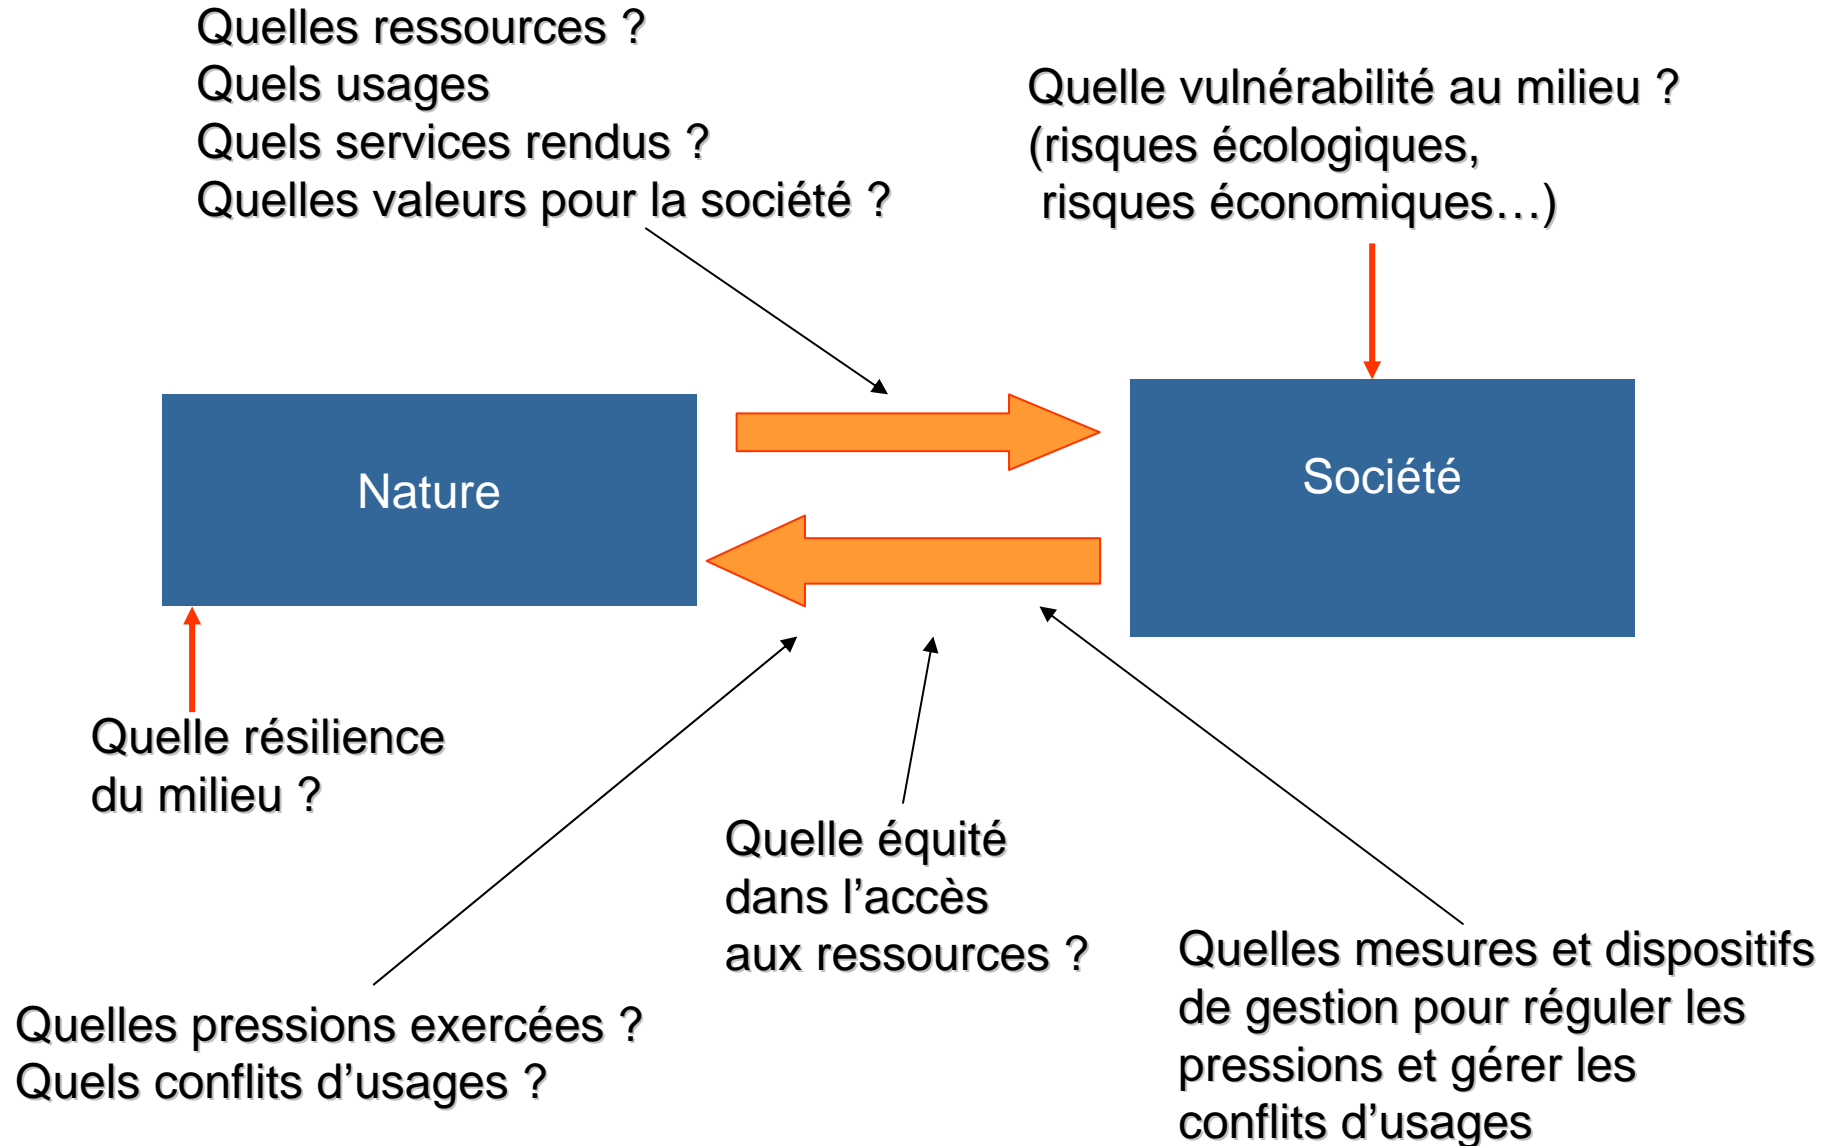 Quelles ressources ?
Quels usages
Quels services rendus ?
Quelles valeurs pour la société ?
Quelle vulnérabilité au milieu ?
(risques écologiques,
risques économiques…)
Nature
Société
Quelle résilience
du milieu ?
Quelle équité
dans l’accès
aux ressources ?
Quelles pressions exercées ?
Quels conflits d’usages ?
Quelles mesures et dispositifs
de gestion pour réguler les
pressions et gérer les
conflits d’usages